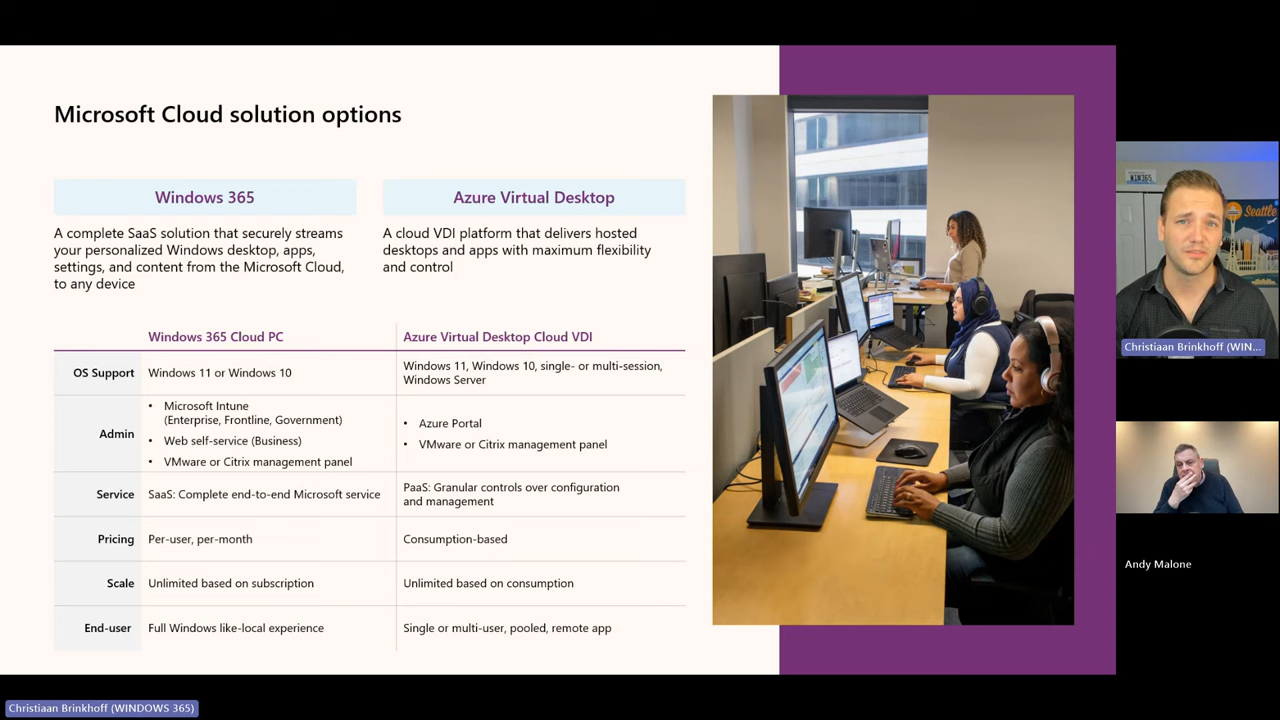 Microsoft Cloud solution options
Windows 365
A complete SaaS solution that securely streams
your personalized Windows desktop, apps,
settings, and content from the Microsoft Cloud,
to any device
Azure Virtual Desktop
A cloud VDI platform that delivers hosted
desktops and apps with maximum flexibility
and control
Windows 365 Cloud PC
Azure Virtual Desktop Cloud VDI
OS Support
Windows 11 or Windows 10
Windows 11, Windows 10, single- or multi-session,
Windows Server
Admin
• Microsoft Intune
(Enterprise, Frontline, Government)
• Web self-service (Business)
• VMware or Citrix management panel
• Azure Portal
• VMware or Citrix management panel
Service
SaaS: Complete end-to-end Microsoft service
PaaS: Granular controls over configuration
and management
Pricing
Per-user, per-month
Consumption-based
Scale
Unlimited based on subscription
Unlimited based on consumption
End-user
Full Windows like-local experience
Single or multi-user, pooled, remote app
WIN365
Seattle
Christiaan Brinkhoff (WIN...
Andy Malone
Christiaan Brinkhoff (WINDOWS 365)